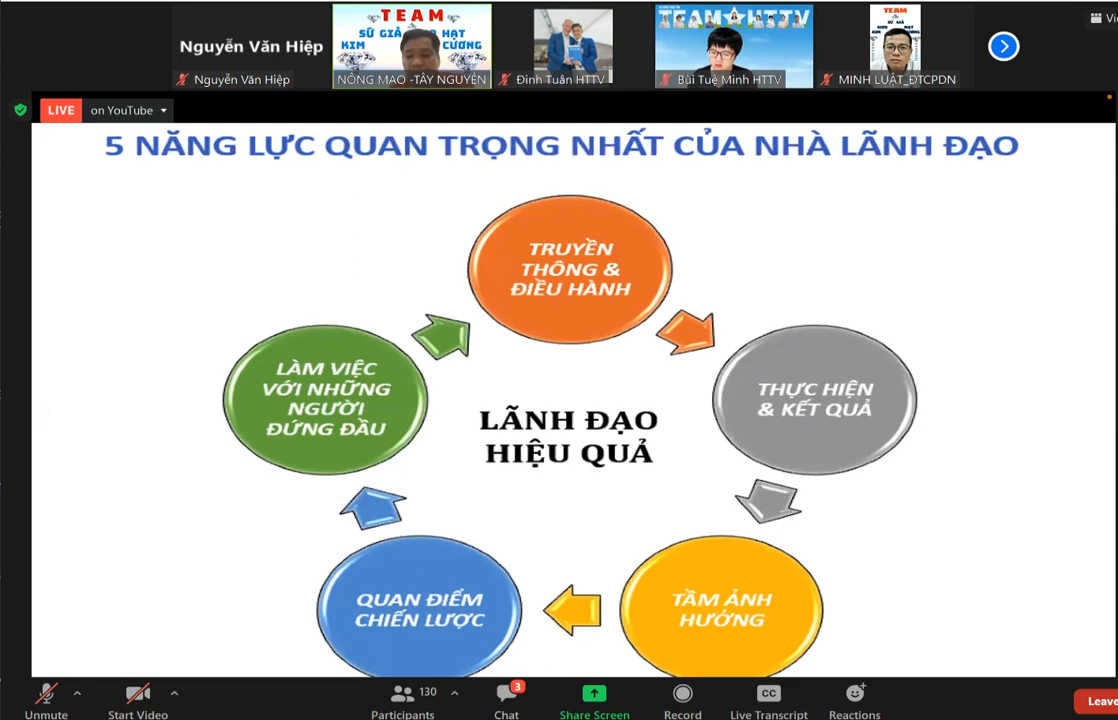 Nguyễn Văn Hiệp
Nguyễn Văn Hiệp
TEAM
SỨ GIẢ HẠT
KIM CƯƠNG
NÔNG MẠO -TÂY NGUYÊN
Đinh Tuân HTTV
TEAM HTTV
Bùi Tuệ Minh HTTV
TEAM
MINH LUẬT_ĐTCPDN
LIVE
on YouTube
5 NĂNG LỰC QUAN TRỌNG NHẤT CỦA NHÀ LÃNH ĐẠO
TRUYỀN
THÔNG &
ĐIỀU HÀNH
LÀM VIỆC
VỚI NHỮNG
NGƯỜI
ĐỨNG ĐẦU
THỰC HIỆN
& KẾT QUẢ
LÃNH ĐẠO
HIỆU QUẢ
QUAN ĐIỂM
CHIẾN LƯỢC
TẦM ẢNH
HƯỞNG
130
3
CC
Unmute
Start Video
Participants
Chat
Share Screen
Record
Live Transcript
Reactions
Leave